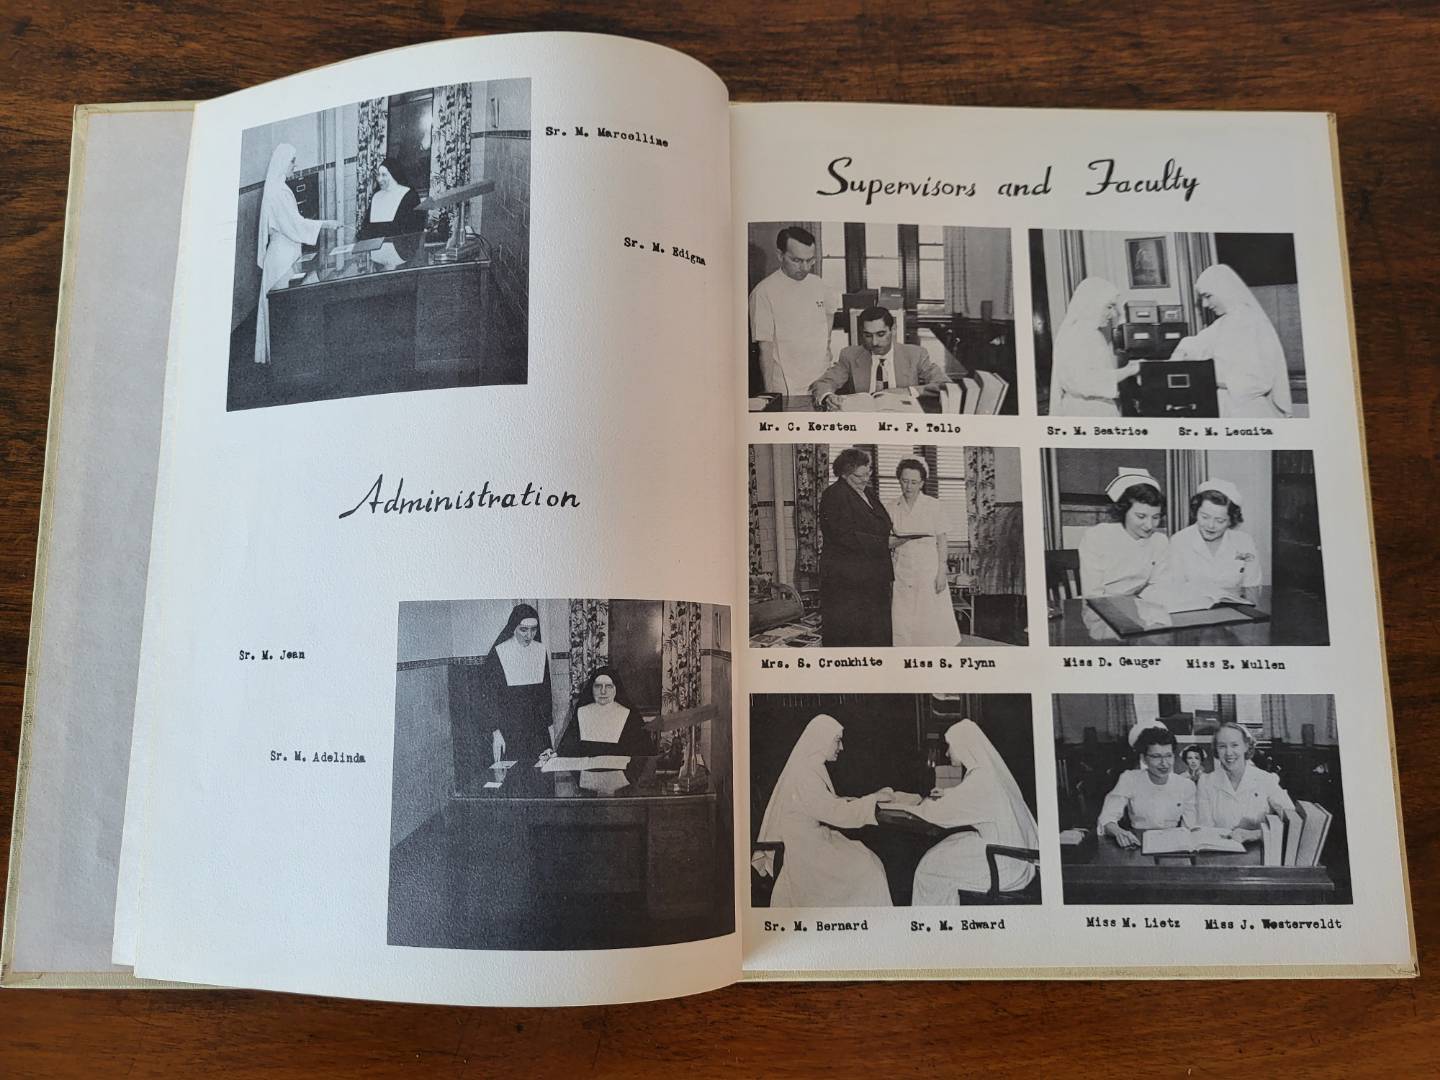 Sr. M. Marcelline
Sr. M. Edigna
Administration
Sr. M. Jean
Sr. M. Adelinda
Supervisors and Faculty
Mr. C. Kersten Mr. F. Tello
Sr. M. Beatrice Sr. M. Leonita
Mrs. S. Cronkhite Miss S. Flynn
Miss D. Gauger Miss E. Mullen
Sr. M. Bernard Sr. M. Edward
Miss M. Lietz Miss J. Westerveldt